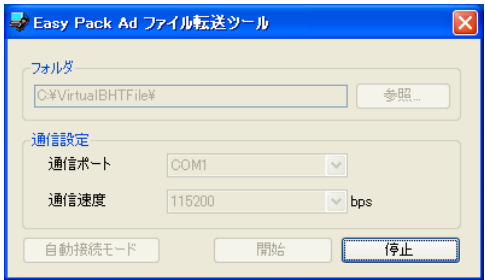 Easy Pack Ad ファイル転送ツール
フォルダ
C:¥VirtualBHTFile¥ 参照...
通信設定
通信ポート COM1
通信速度 115200 bps
自動接続モード 開始 停止